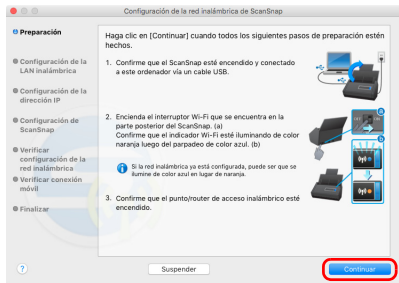 Configuración de la red inalámbrica de ScanSnap
Preparación
Configuración de la
LAN inalámbrica
Configuración de la
dirección IP
Configuración de
ScanSnap
Verificar
configuración de la
red inalámbrica
Verificar conexión
móvil
Finalizar
Haga clic en [Continuar] cuando todos los siguientes pasos de preparación estén
hechos.
1. Confirme que el ScanSnap esté encendido y conectado
a este ordenador vía un cable USB.
2. Encienda el interruptor Wi-Fi que se encuentra en la
parte posterior del ScanSnap. (a)
Confirme que el indicador Wi-Fi esté iluminando de color
naranja luego del parpadeo de color azul. (b)
Si la red inalámbrica ya está configurada, puede ser que se
ilumine de color azul en lugar de naranja.
3. Confirme que el punto/router de acceso inalámbrico esté
encendido.
a
OFF ON
b
?
Suspender
Continuar